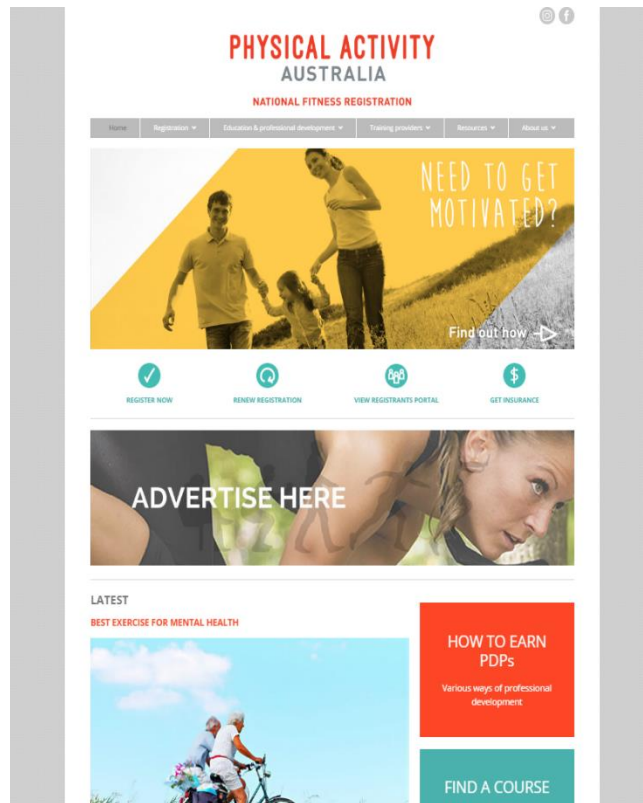 PHYSICAL ACTIVITY
AUSTRALIA
NATIONAL FITNESS REGISTRATION
Home Registration Education & professional development Training providers Resources About us
NEED TO GET
MOTIVATED?
Find out how
REGISTER NOW RENEW REGISTRATION VIEW REGISTRANTS PORTAL GET INSURANCE
ADVERTISE HERE
LATEST
BEST EXERCISE FOR MENTAL HEALTH
HOW TO EARN
PDPs
Various ways of professional
development
FIND A COURSE